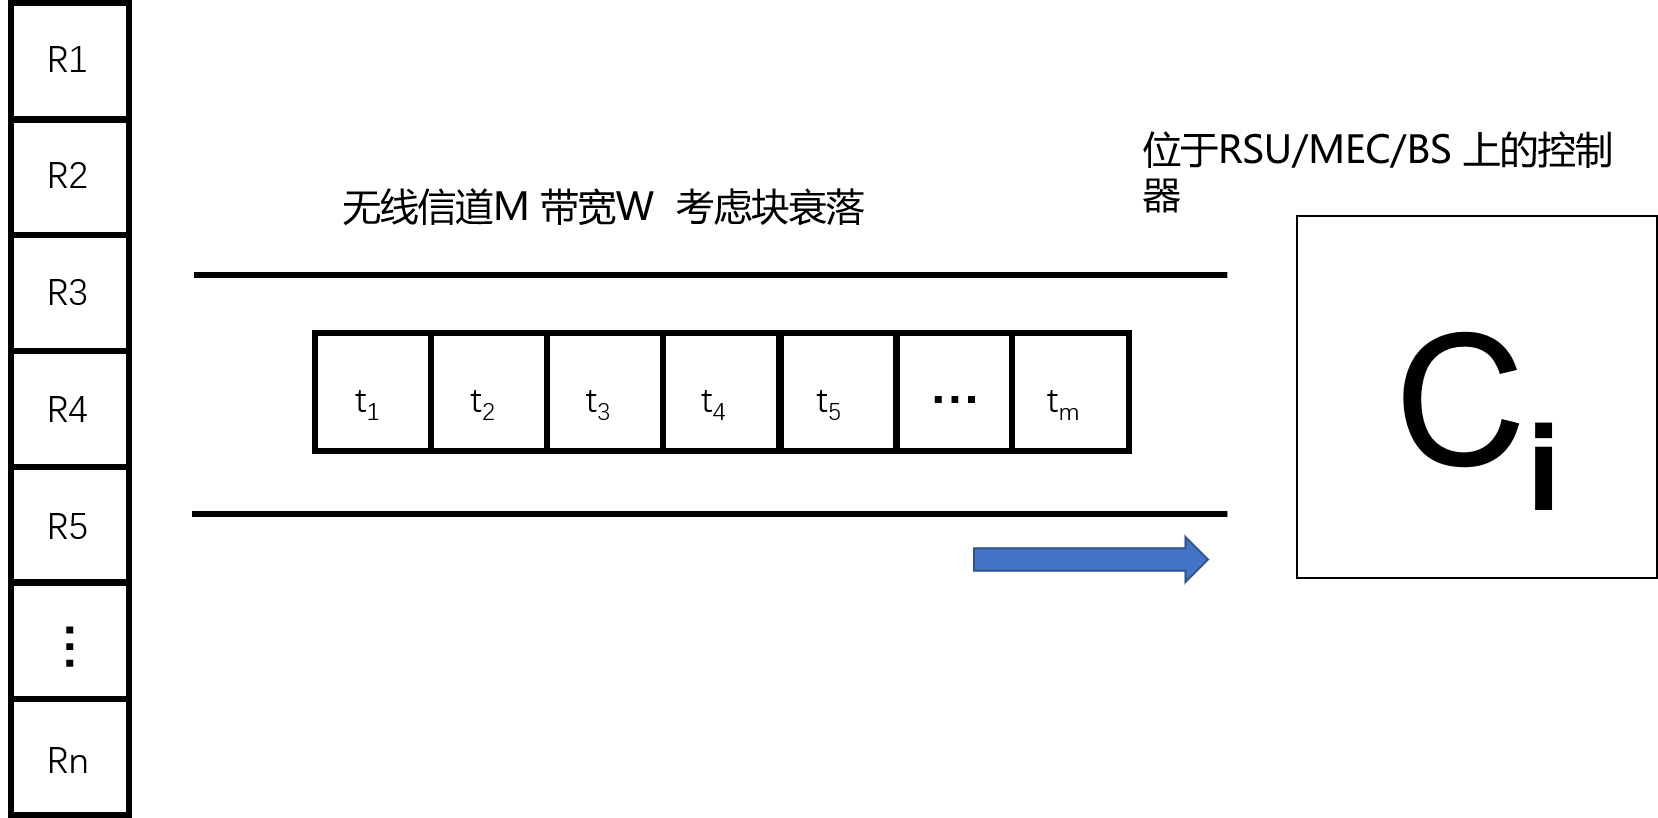 R1
R2
R3
R4
R5
⋮
Rn
无线信道M 带宽W 考虑块衰落
t₁
t₂
t₃
t₄
t₅
…
tₘ
位于RSU/MEC/BS 上的控制
器
Cᵢ